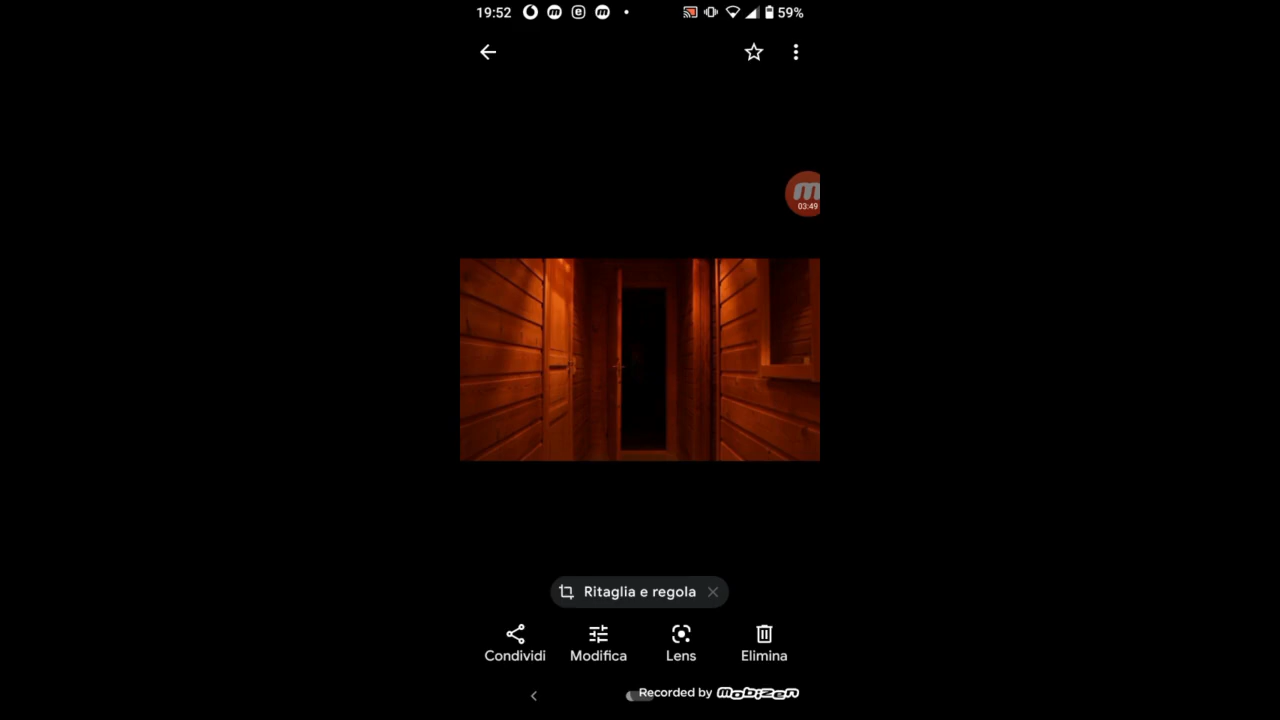 19:52
59%
03:49
Ritaglia e regola
Condividi Modifica Lens Elimina
Recorded by mobizen